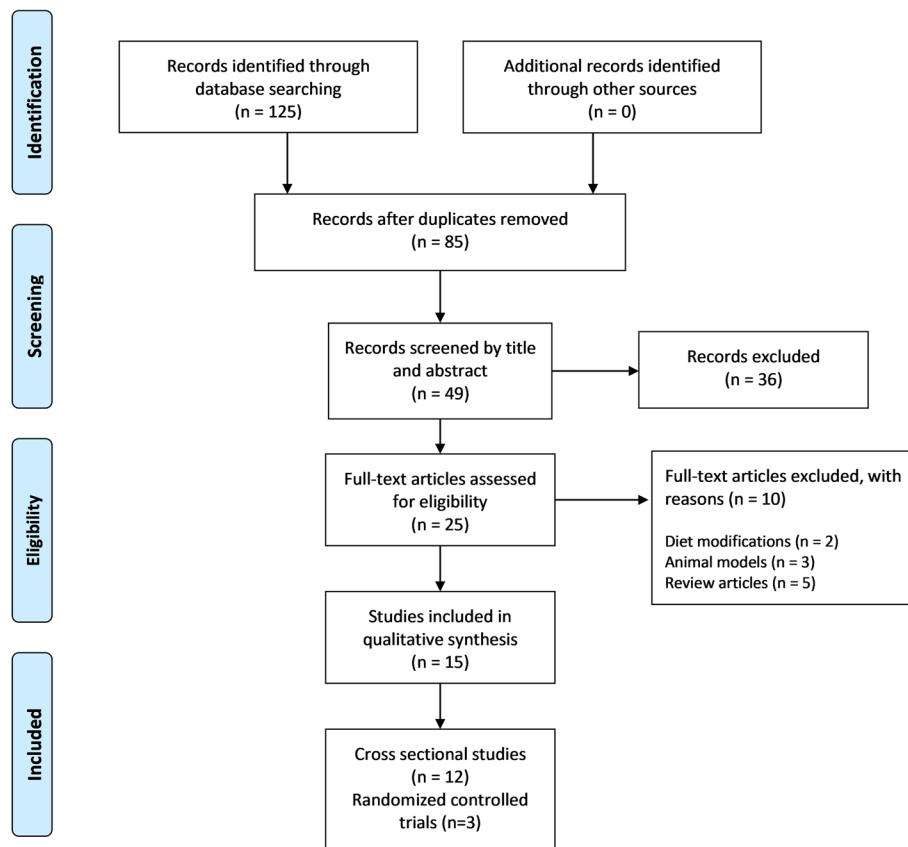 Identification
Records identified through
database searching
(n = 125)
Additional records identified
through other sources
(n = 0)
Screening
Records after duplicates removed
(n = 85)
Records screened by title
and abstract
(n = 49)
Records excluded
(n = 36)
Eligibility
Full-text articles assessed
for eligibility
(n = 25)
Full-text articles excluded, with
reasons (n = 10)
Diet modifications (n = 2)
Animal models (n = 3)
Review articles (n = 5)
Included
Studies included in
qualitative synthesis
(n = 15)
Cross sectional studies
(n = 12)
Randomized controlled
trials (n=3)